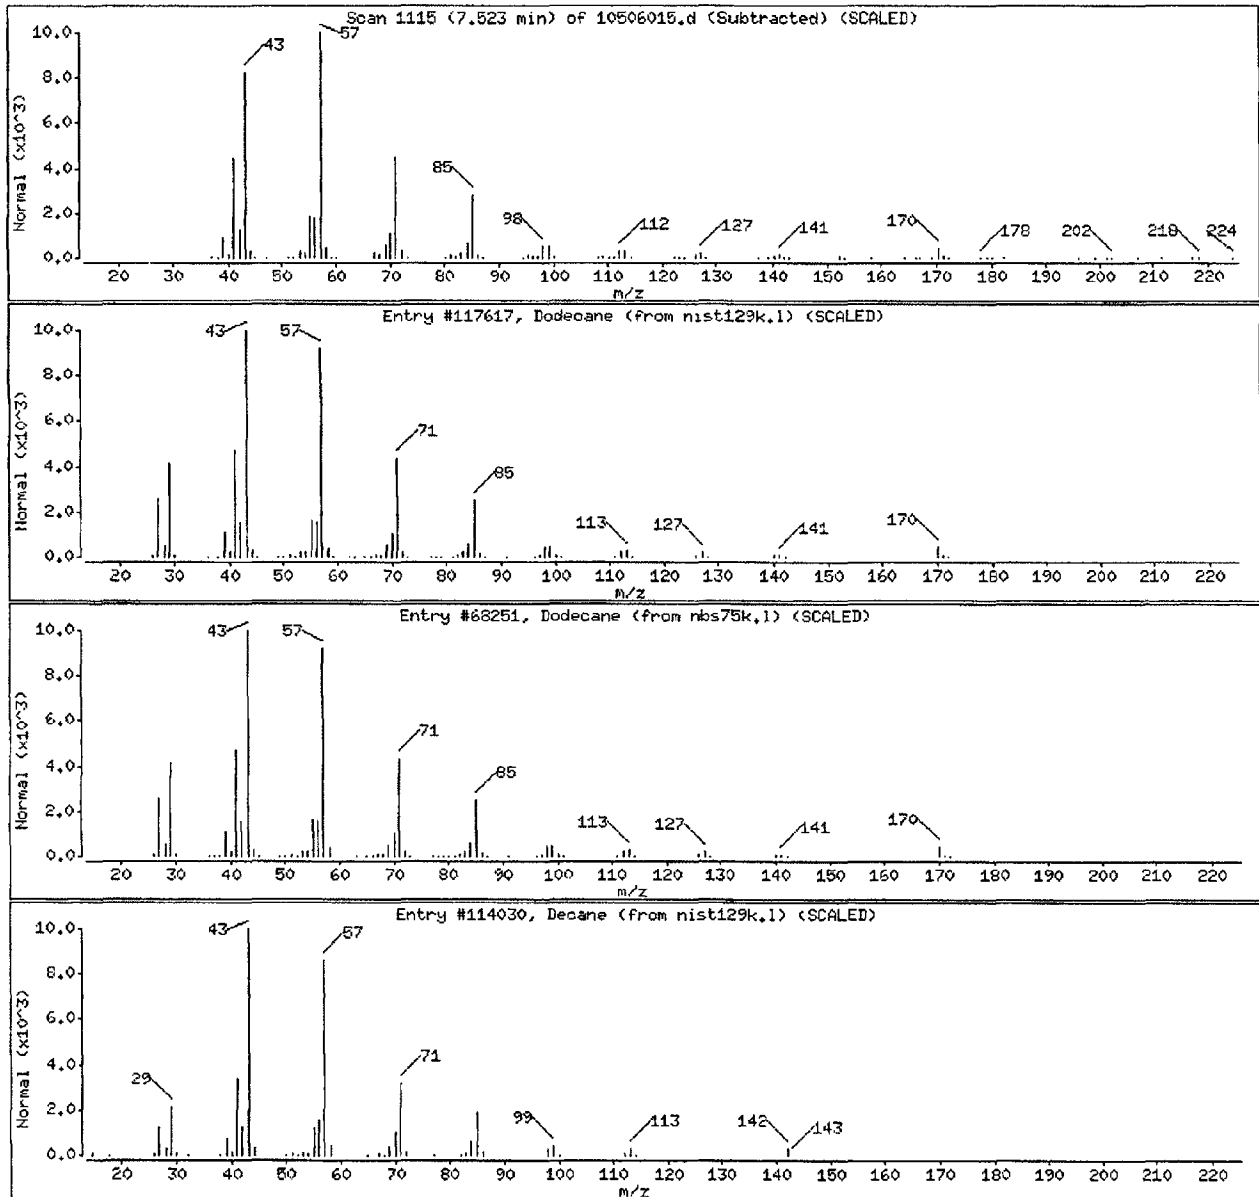 Scan 1115 (7.523 min) of 10506015.d (Subtracted) (SCALED)
Normal (x10^3)
10.0
8.0
6.0
4.0
2.0
0.0
43 57 85 98 112 127 141 170 178 202 218 224
20 30 40 50 60 70 80 90 100 110 120 130 140 150 160 170 180 190 200 210 220
m/z
Entry #117617, Dodecane (from nist129k.l) (SCALED)
Normal (x10^3)
10.0
8.0
6.0
4.0
2.0
0.0
43 57 71 85 113 127 141 170
20 30 40 50 60 70 80 90 100 110 120 130 140 150 160 170 180 190 200 210 220
m/z
Entry #68251, Dodecane (from nbs75k.l) (SCALED)
Normal (x10^3)
10.0
8.0
6.0
4.0
2.0
0.0
43 57 71 85 113 127 141 170
20 30 40 50 60 70 80 90 100 110 120 130 140 150 160 170 180 190 200 210 220
m/z
Entry #114030, Decane (from nist129k.l) (SCALED)
Normal (x10^3)
10.0
8.0
6.0
4.0
2.0
0.0
29 43 57 71 99 113 142 143
20 30 40 50 60 70 80 90 100 110 120 130 140 150 160 170 180 190 200 210 220
m/z